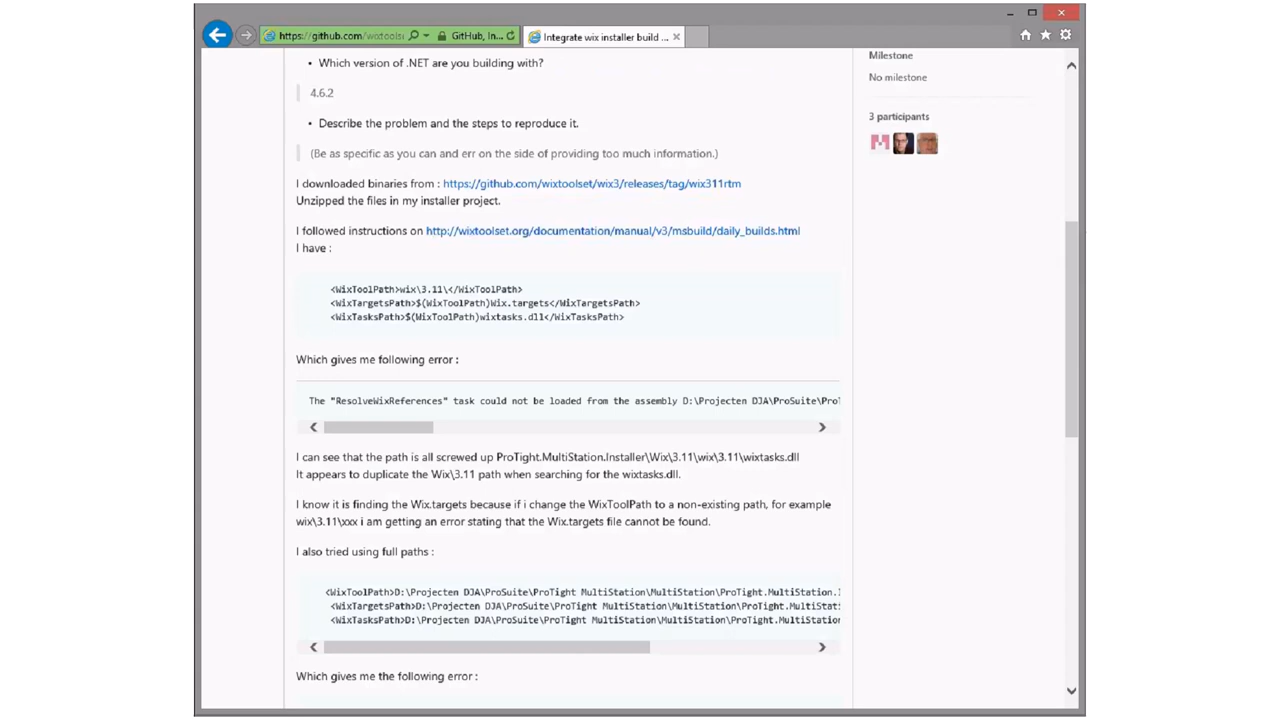 https://github.com/wixtools
GitHub, In...
Integrate wix installer build ...
• Which version of .NET are you building with?
4.6.2
• Describe the problem and the steps to reproduce it.
(Be as specific as you can and err on the side of providing too much information.)
I downloaded binaries from : https://github.com/wixtoolset/wix3/releases/tag/wix311rtm
Unzipped the files in my installer project.
I followed instructions on http://wixtoolset.org/documentation/manual/v3/msbuild/daily_builds.html
I have :
<WixToolPath>wix\3.11\</WixToolPath>
<WixTargetsPath>$(WixToolPath)Wix.targets</WixTargetsPath>
<WixTasksPath>$(WixToolPath)wixtasks.dll</WixTasksPath>
Which gives me following error :
The "ResolveWixReferences" task could not be loaded from the assembly D:\Projecten DJA\ProSuite\Pro
I can see that the path is all screwed up ProTight.MultiStation.Installer\Wix\3.11\wix\3.11\wixtasks.dll
It appears to duplicate the Wix\3.11 path when searching for the wixtasks.dll.
I know it is finding the Wix.targets because if i change the WixToolPath to a non-existing path, for example
wix\3.11\xxx i am getting an error stating that the Wix.targets file cannot be found.
I also tried using full paths :
<WixToolPath>D:\Projecten DJA\ProSuite\ProTight MultiStation\MultiStation\ProTight.MultiStation.
<WixTargetsPath>D:\Projecten DJA\ProSuite\ProTight MultiStation\MultiStation\ProTight.MultiStati
<WixTasksPath>D:\Projecten DJA\ProSuite\ProTight MultiStation\MultiStation\ProTight.MultiStation
Which gives me the following error :
Milestone
No milestone
3 participants